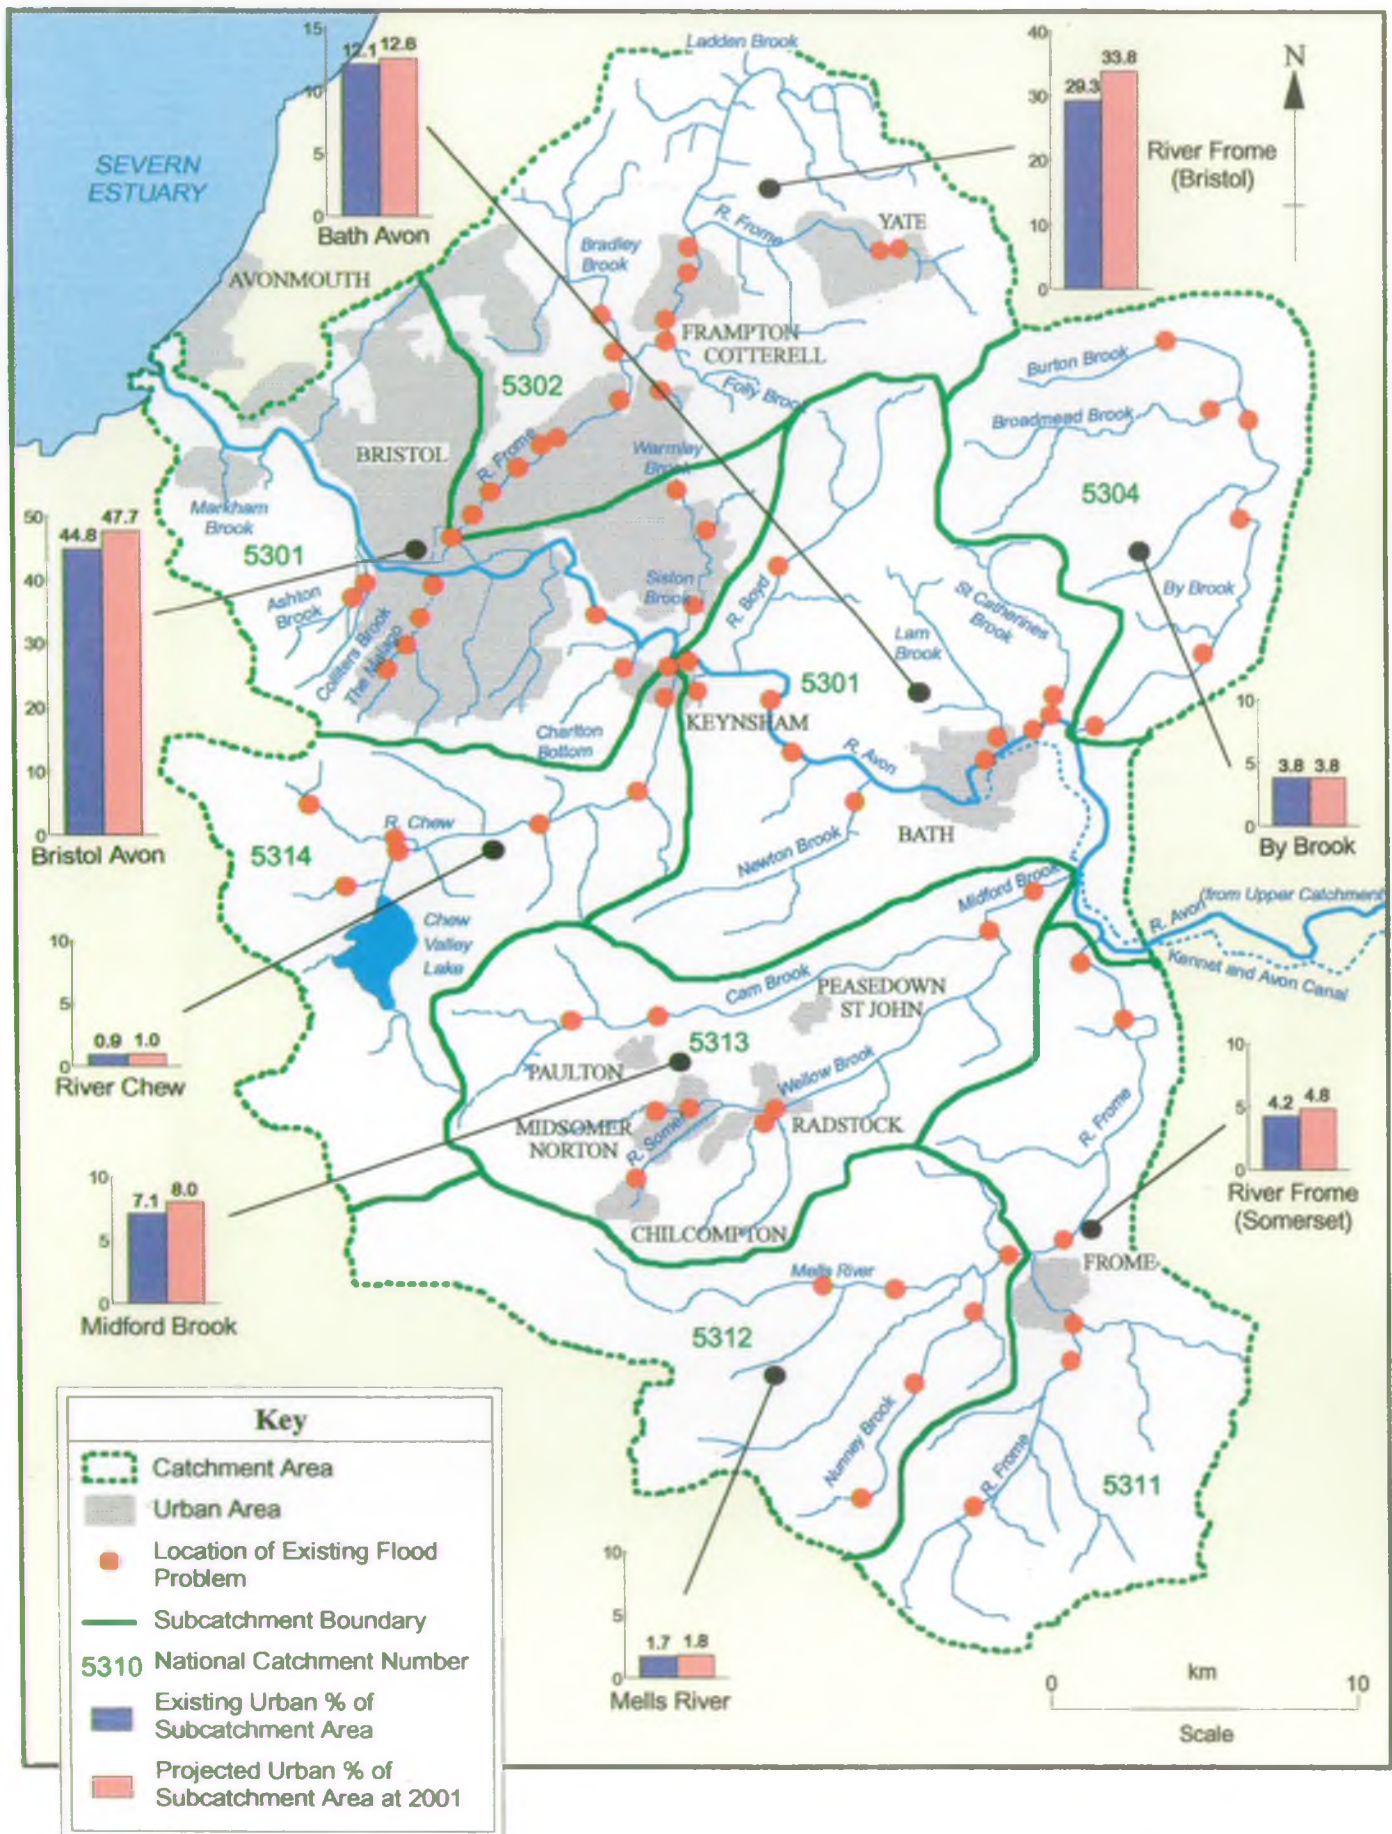 15
12.1
12.6
10
5
0
Bath Avon
Ladden Brook
40
33.8
29.3
30
20
10
0
River Frome
(Bristol)
N
SEVERN
ESTUARY
AVONMOUTH
Bradley
Brook
R. Frome
YATE
FRAMPTON
COTTERELL
5302
Folly Brook
Burton Brook
Broadmead Brook
BRISTOL
R. Frome
Warmley
Brook
5304
Markham
Brook
50
47.7
44.8
40
30
20
10
0
Bristol Avon
5301
Ashton
Brook
Colliters Brook
The Malago
Siston
Brook
R. Boyd
St Catherines
Brook
By Brook
Lam
Brook
5301
KEYNSHAM
Charlton
Bottom
R. Avon
BATH
10
5
3.8
3.8
0
By Brook
R. Chew
5314
Newton Brook
Midford Brook
R. Avon
(from Upper Catchment)
Kennet and Avon Canal
Chew
Valley
Lake
10
5
0.9
1.0
0
River Chew
Cam Brook
PEASEDOWN
ST JOHN
5313
PAULTON
Wellow Brook
MIDSOMER
NORTON
R. Somer
RADSTOCK
R. Frome
10
5
4.2
4.8
0
River Frome
(Somerset)
10
8.0
7.1
5
0
Midford Brook
CHILCOMPTON
Mells River
FROME
5312
Nunney Brook
R. Frome
5311
10
5
1.7
1.8
0
Mells River
km
0
10
Scale
Key
Catchment Area
Urban Area
Location of Existing Flood
Problem
Subcatchment Boundary
5310 National Catchment Number
Existing Urban % of
Subcatchment Area
Projected Urban % of
Subcatchment Area at 2001